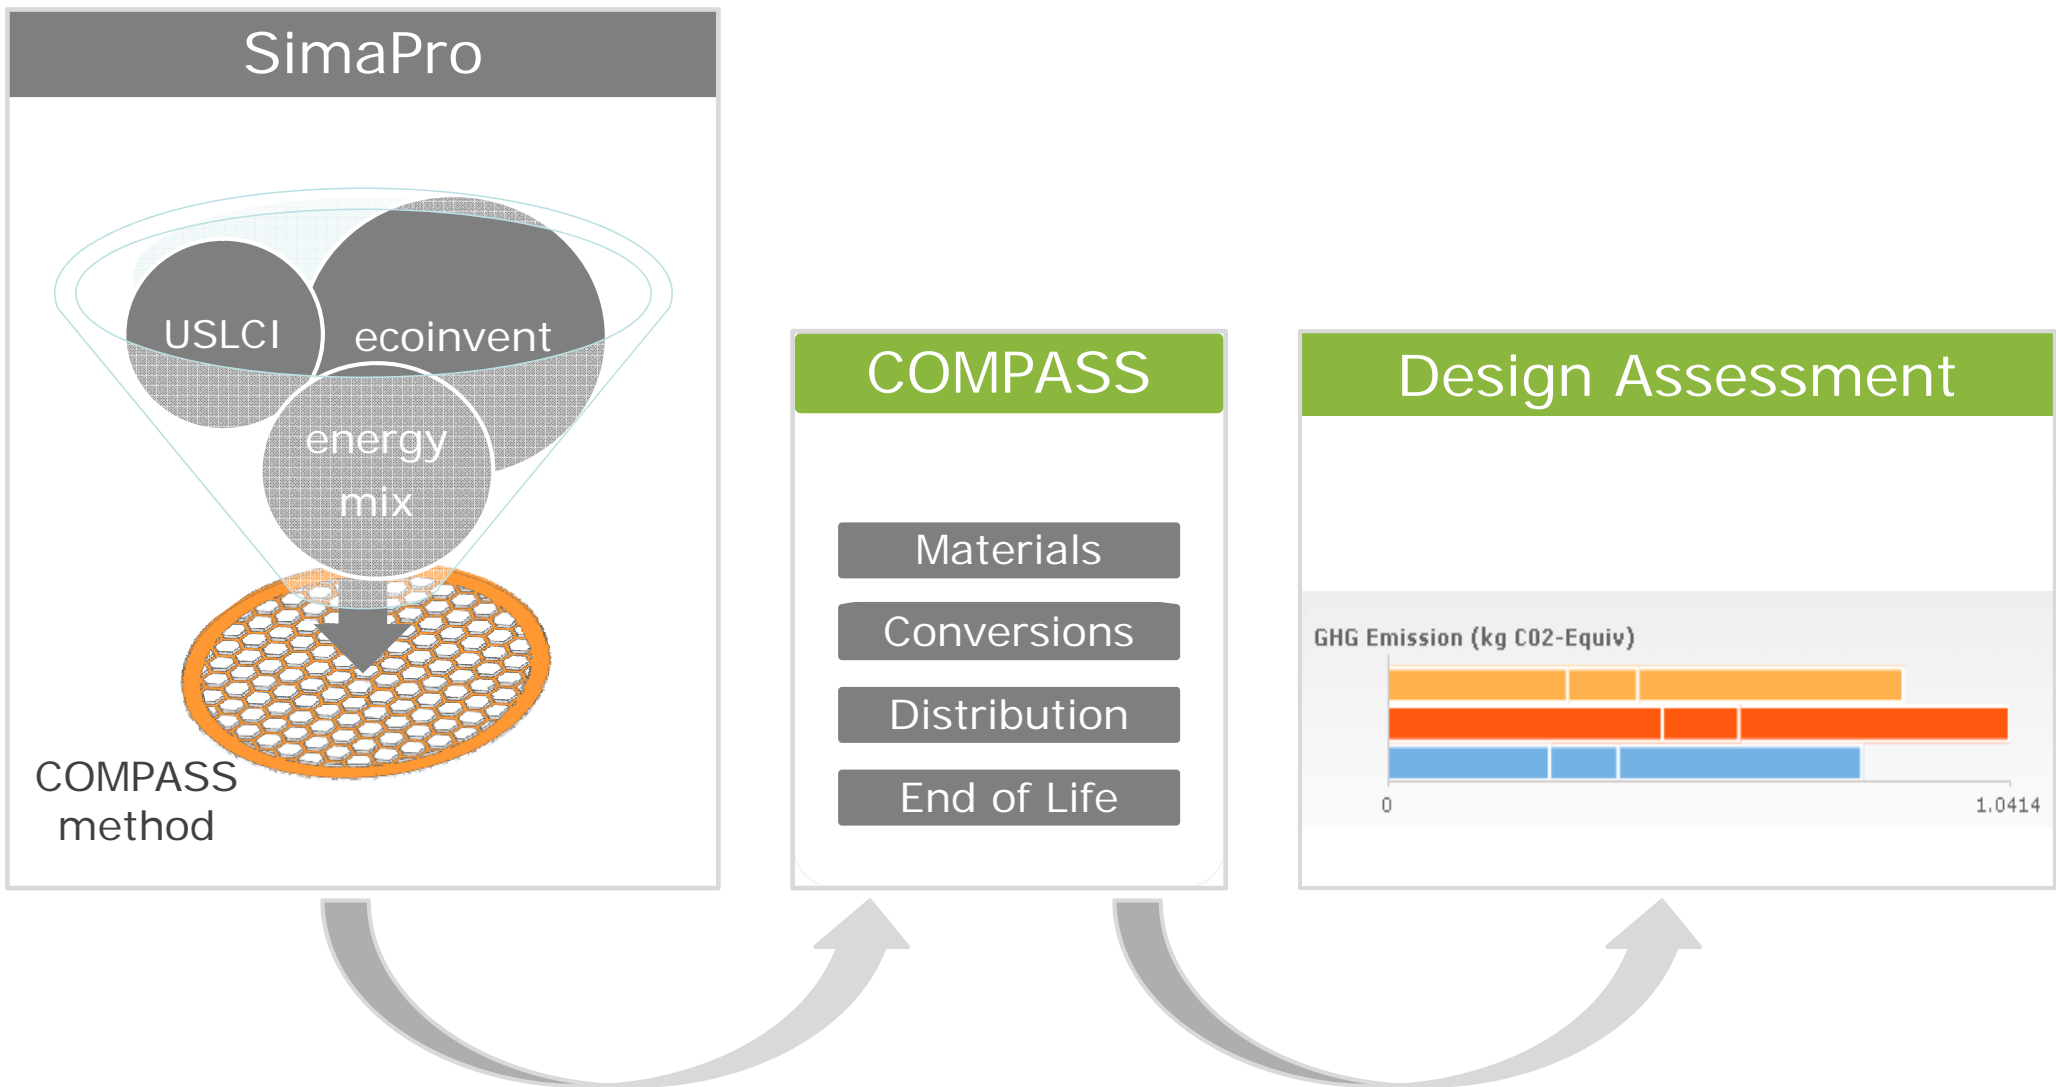 SimaPro
USLCI
ecoinvent
energy
mix
COMPASS
method
COMPASS
Materials
Conversions
Distribution
End of Life
Design Assessment
GHG Emission (kg CO2-Equiv)
0
1.0414